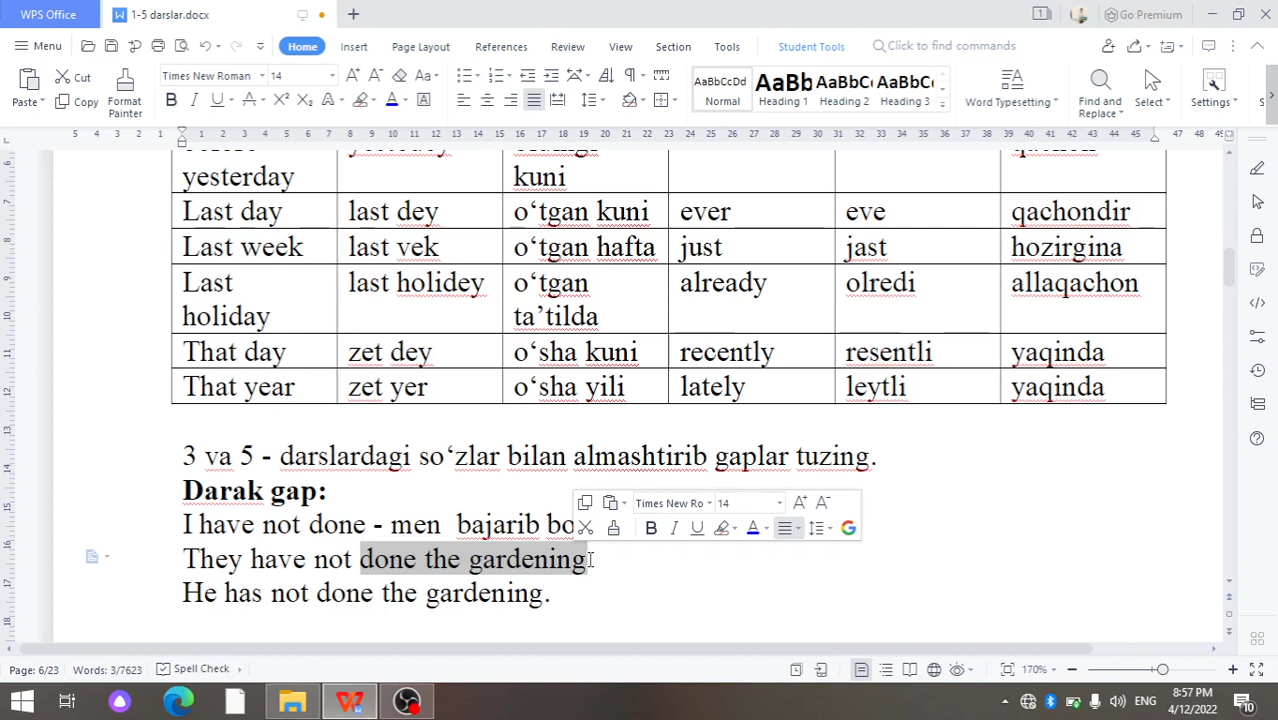 WPS Office
1-5 darslar.docx
Go Premium
Menu
Home
Insert
Page Layout
References
Review
View
Section
Tools
Student Tools
Click to find commands
Paste
Cut
Copy
Format Painter
Times New Roman
14
AaBbCcDd
Normal
AaBb
Heading 1
AaBbC
Heading 2
AaBbC
Heading 3
Word Typesetting
Find and Replace
Select
Settings
yesterday kuni
Last day last dey o‘tgan kuni ever eve qachondir
Last week last vek o‘tgan hafta just jast hozirgina
Last holidey o‘tgan already olredi allaqachon
holiday ta’tilda
That day zet dey o‘sha kuni recently resentli yaqinda
That year zet yer o‘sha yili lately leytli yaqinda
3 va 5 - darslardagi so‘zlar bilan almashtirib gaplar tuzing.
Darak gap:
Times New Ro 14
I have not done - men bajarib bo
They have not done the gardening
He has not done the gardening.
Page: 6/23
Words: 3/7623
Spell Check
170%
ENG
8:57 PM
4/12/2022
10